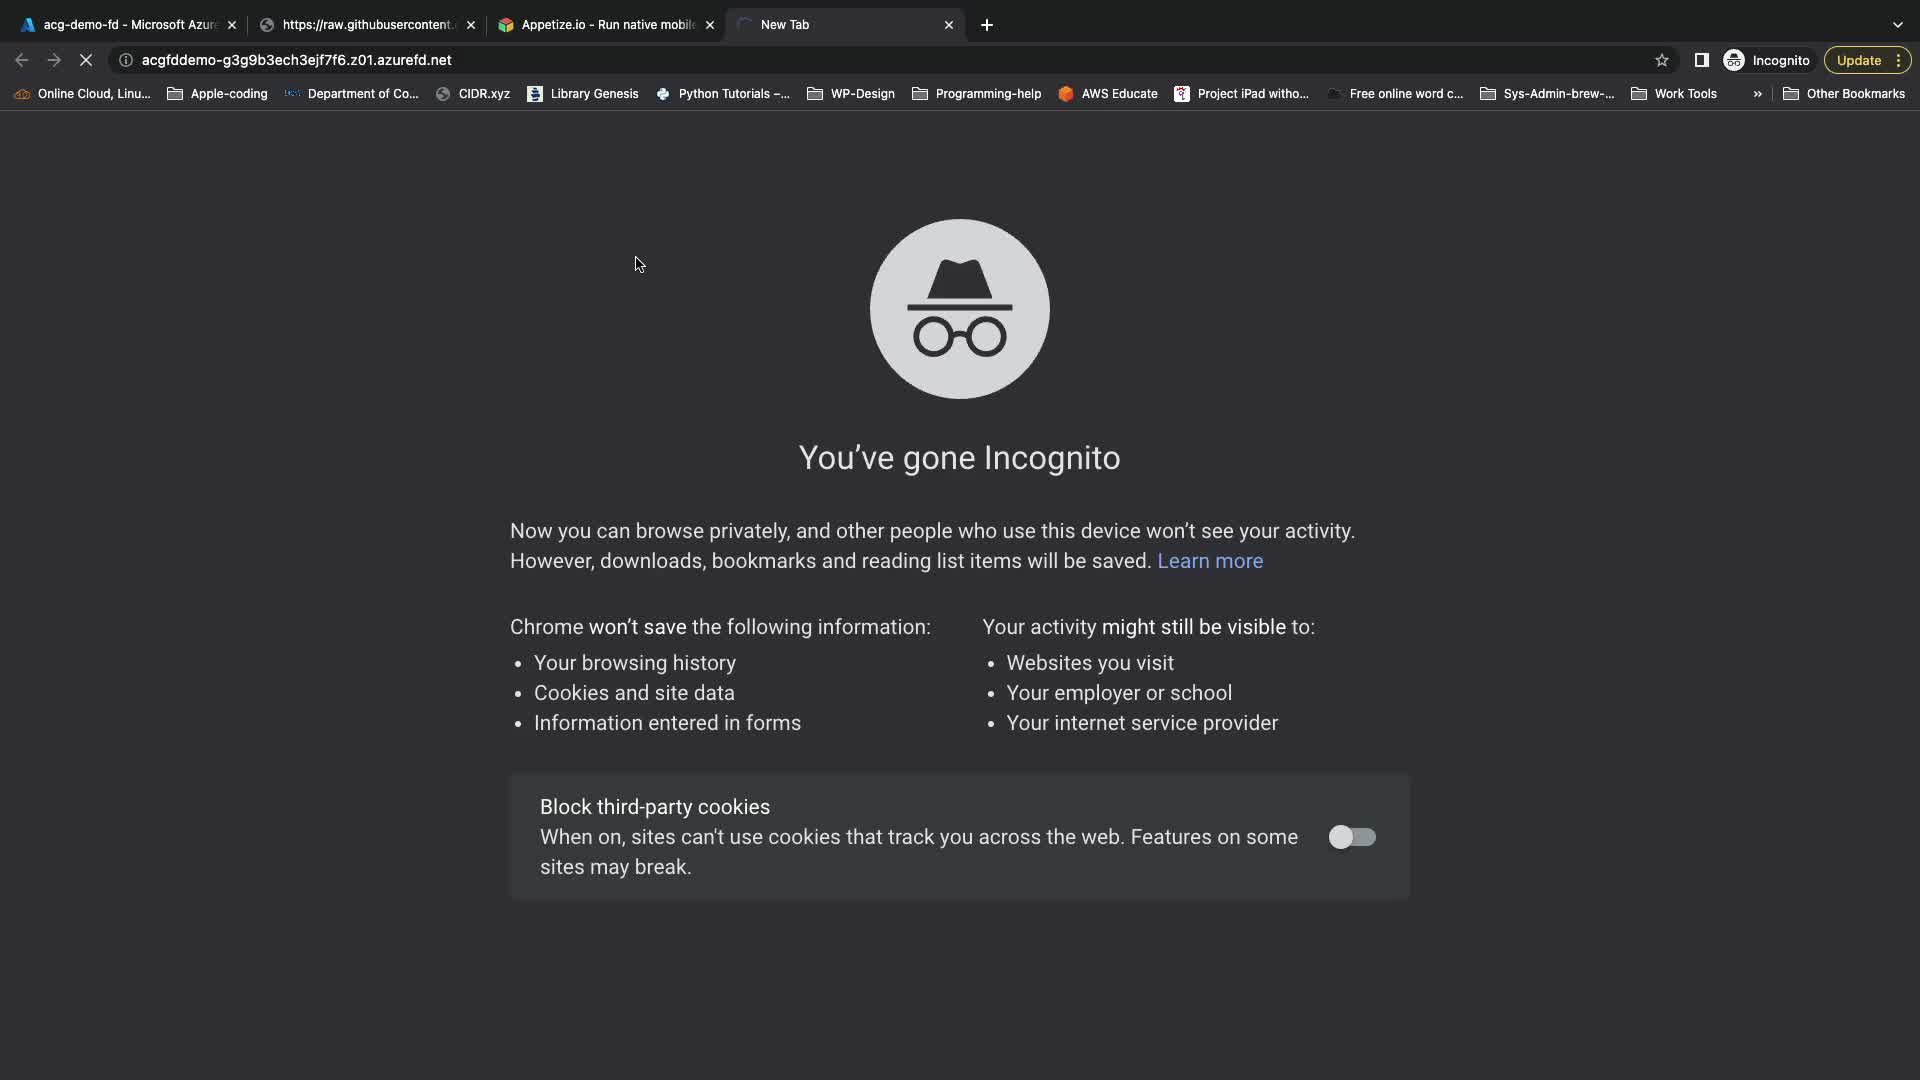 acg-demo-fd - Microsoft Azure
https://raw.githubusercontent.
Appetize.io - Run native mobile
New Tab
acgfddemo-g3g9b3ech3ejf7f6.z01.azurefd.net
Incognito
Update
Online Cloud, Linu...
Apple-coding
Department of Co...
CIDR.xyz
Library Genesis
Python Tutorials –...
WP-Design
Programming-help
AWS Educate
Project iPad witho...
Free online word c...
Sys-Admin-brew-...
Work Tools
»
Other Bookmarks
You’ve gone Incognito
Now you can browse privately, and other people who use this device won’t see your activity.
However, downloads, bookmarks and reading list items will be saved. Learn more
Chrome won’t save the following information:
• Your browsing history
• Cookies and site data
• Information entered in forms
Your activity might still be visible to:
• Websites you visit
• Your employer or school
• Your internet service provider
Block third-party cookies
When on, sites can't use cookies that track you across the web. Features on some
sites may break.